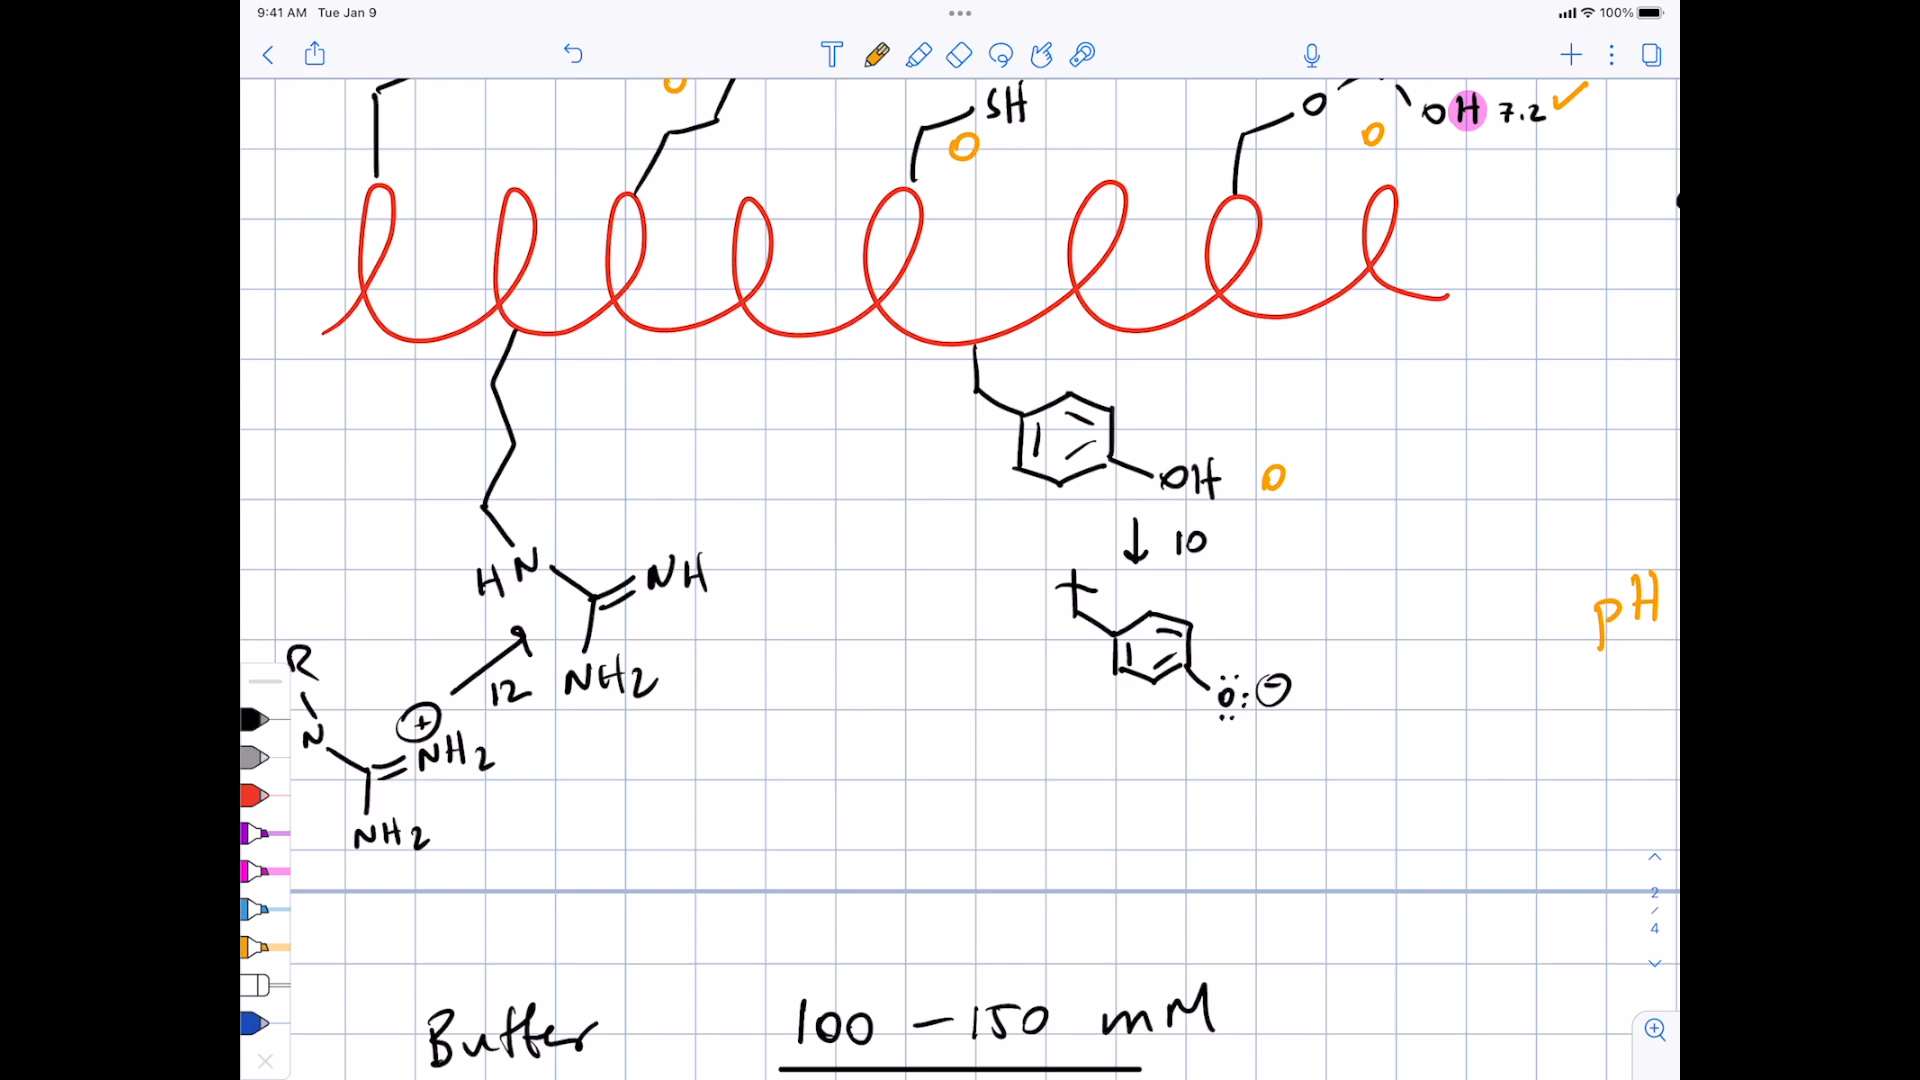 9:41 AM Tue Jan 9
100%
T
SH
O
OH 7.2 ✓
O
O
O
OH O
10
HN
NH
NH2
12
R
N
+
NH2
NH2
:O: ⊖
pH
2
/
4
Buffer 100 – 150 mM